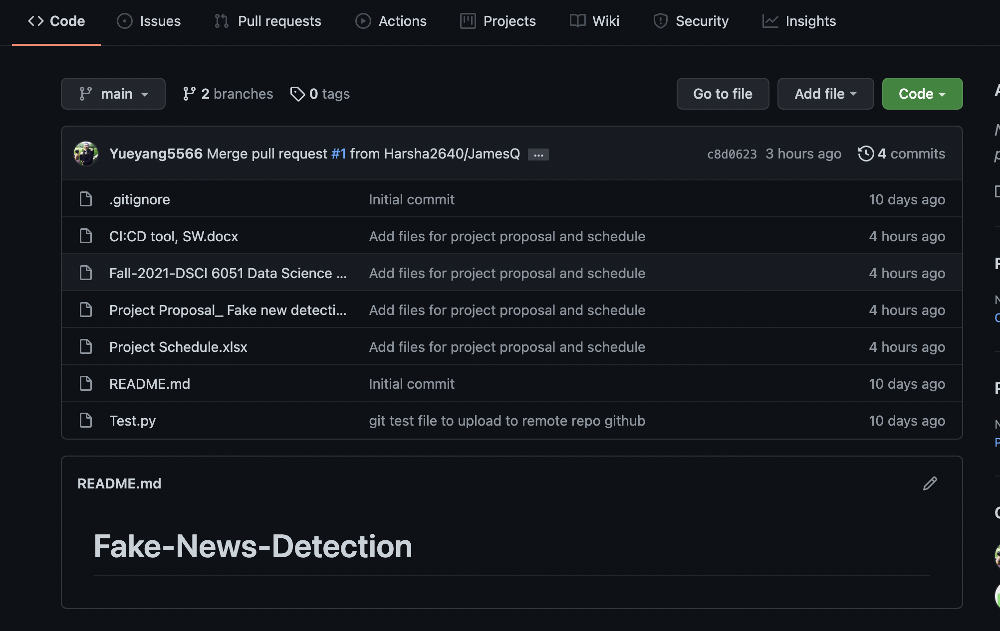 Code Issues Pull requests Actions Projects Wiki Security Insights
main 2 branches 0 tags Go to file Add file Code
Yueyang5566 Merge pull request #1 from Harsha2640/JamesQ ... c8d0623 3 hours ago 4 commits
.gitignore Initial commit 10 days ago
CI:CD tool, SW.docx Add files for project proposal and schedule 4 hours ago
Fall-2021-DSCI 6051 Data Science ... Add files for project proposal and schedule 4 hours ago
Project Proposal_ Fake new detecti... Add files for project proposal and schedule 4 hours ago
Project Schedule.xlsx Add files for project proposal and schedule 4 hours ago
README.md Initial commit 10 days ago
Test.py git test file to upload to remote repo github 10 days ago
README.md
Fake-News-Detection